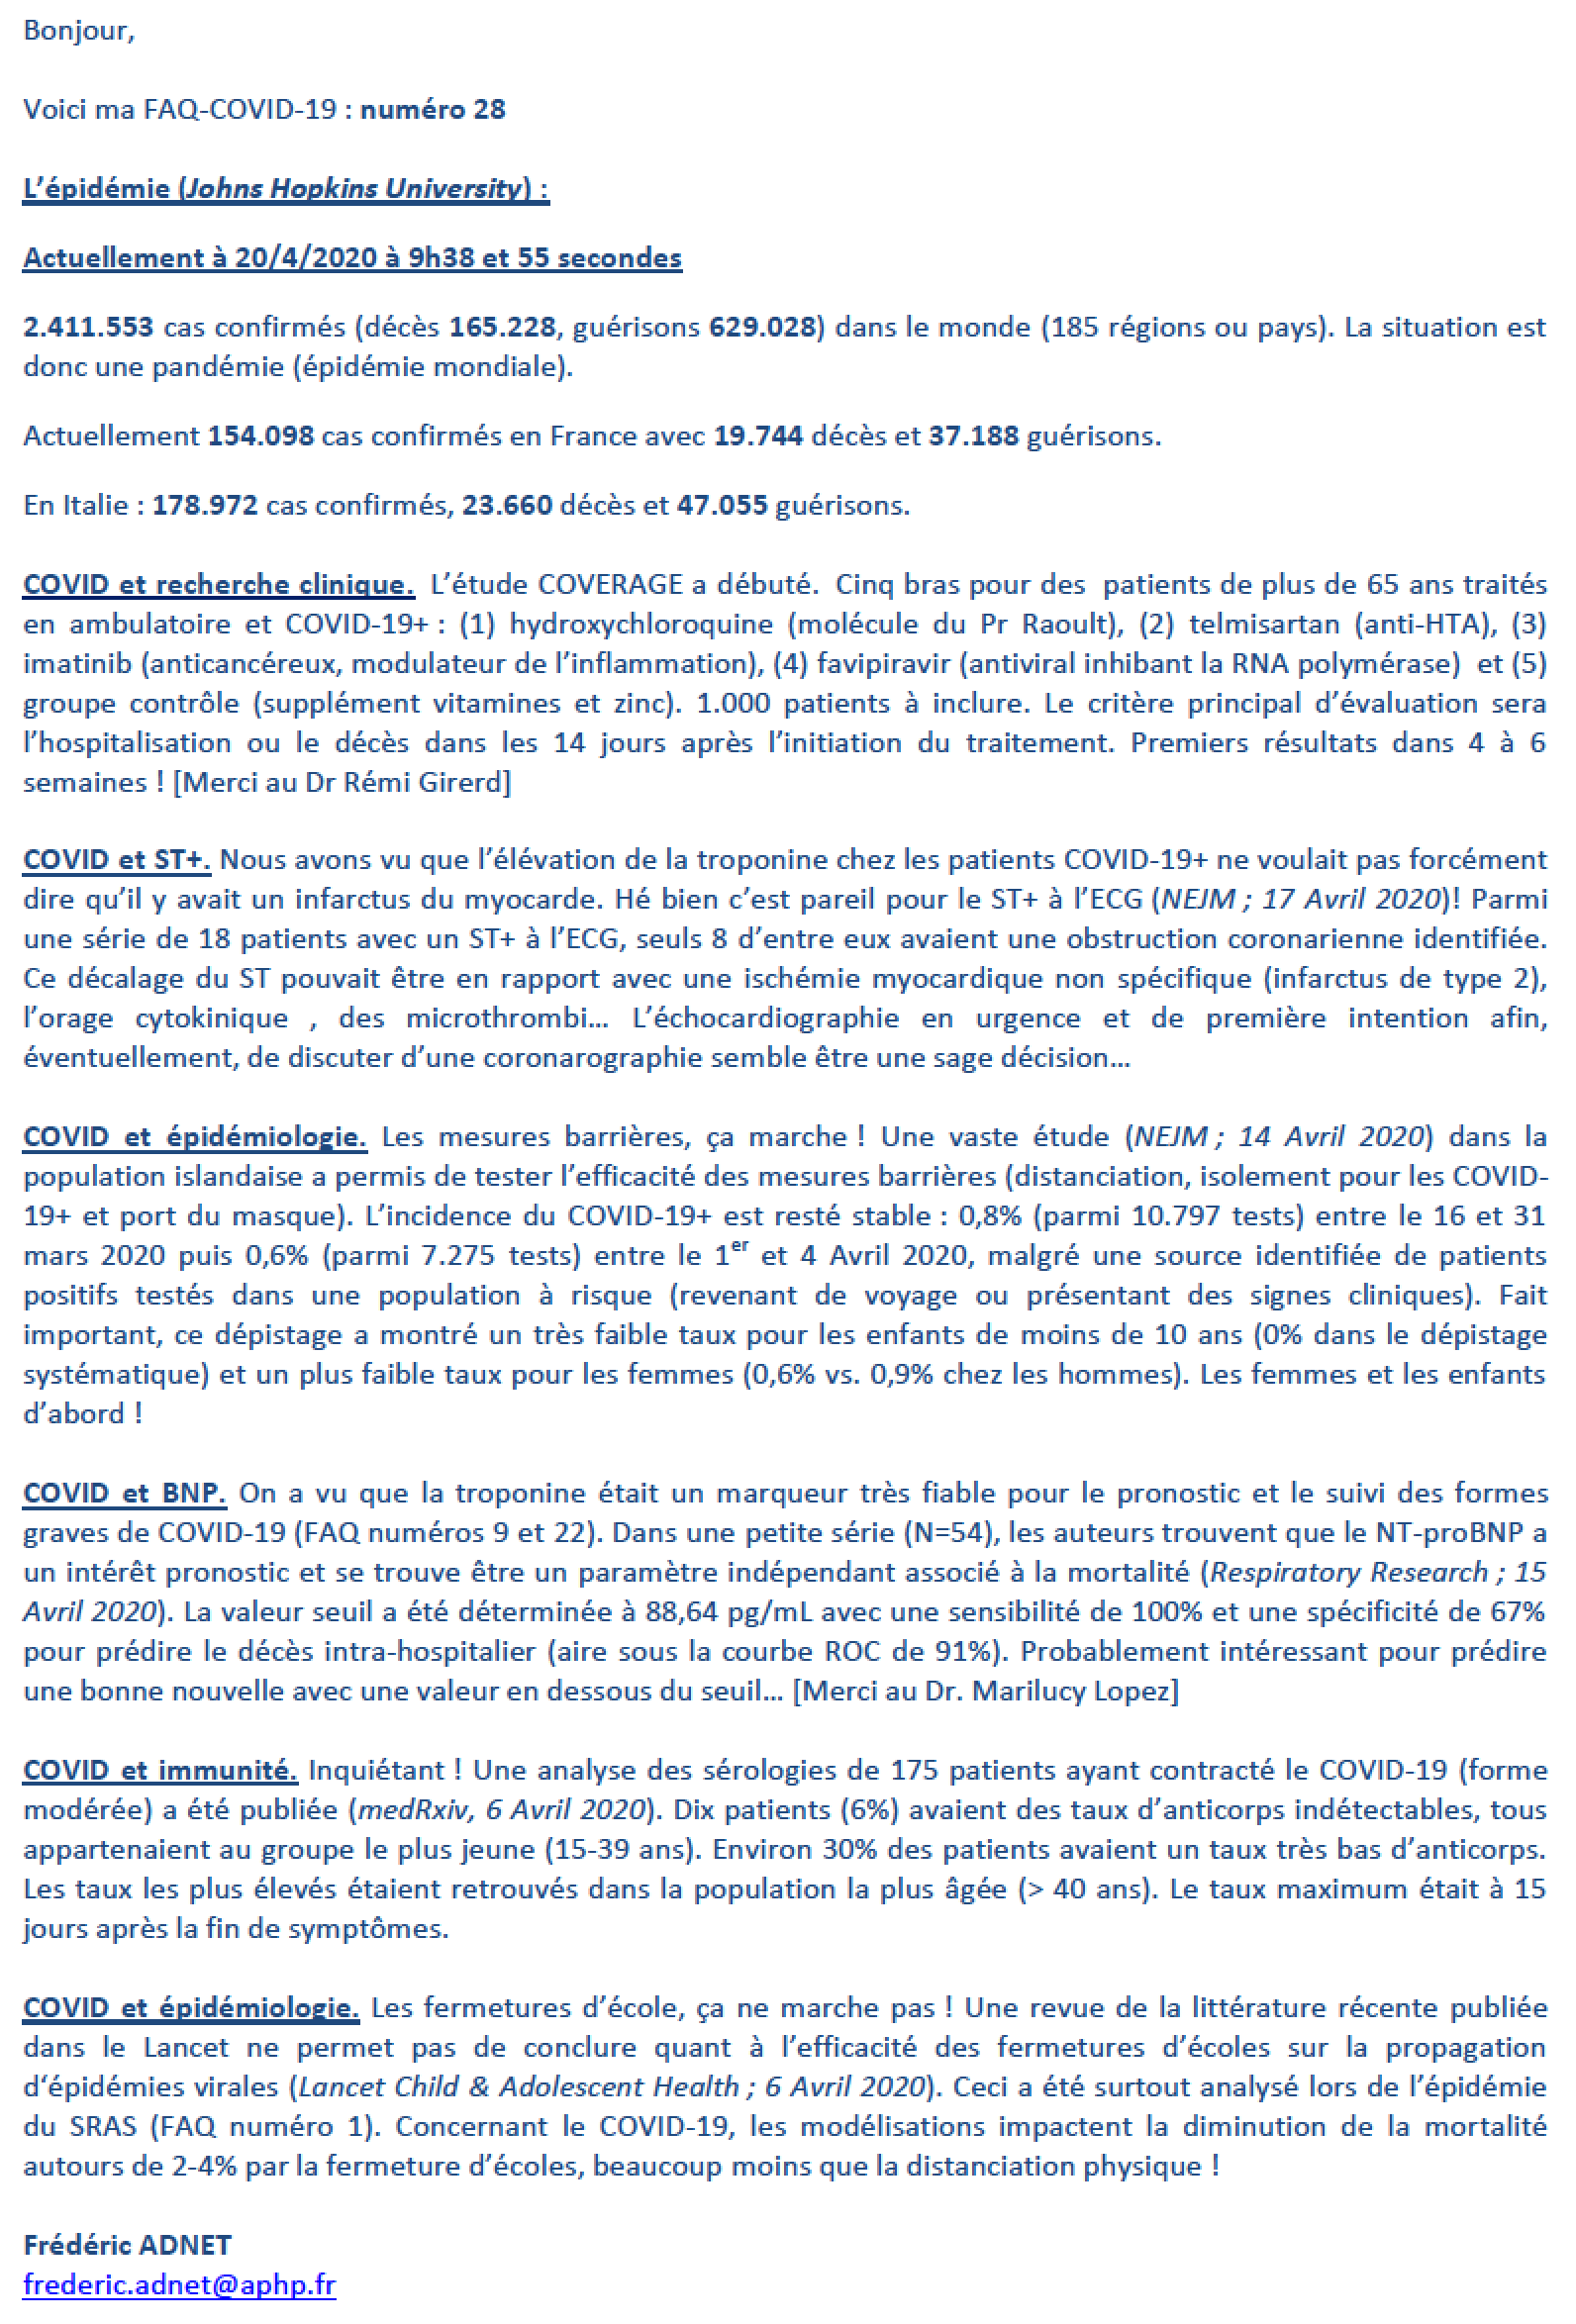 Bonjour,
Voici ma FAQ-COVID-19 : numéro 28
L’épidémie (Johns Hopkins University) :
Actuellement à 20/4/2020 à 9h38 et 55 secondes
2.411.553 cas confirmés (décès 165.228, guérisons 629.028) dans le monde (185 régions ou pays). La situation est
donc une pandémie (épidémie mondiale).
Actuellement 154.098 cas confirmés en France avec 19.744 décès et 37.188 guérisons.
En Italie : 178.972 cas confirmés, 23.660 décès et 47.055 guérisons.
COVID et recherche clinique. L’étude COVERAGE a débuté. Cinq bras pour des patients de plus de 65 ans traités
en ambulatoire et COVID-19+ : (1) hydroxychloroquine (molécule du Pr Raoult), (2) telmisartan (anti-HTA), (3)
imatinib (anticancéreux, modulateur de l’inflammation), (4) favipiravir (antiviral inhibant la RNA polymérase) et (5)
groupe contrôle (supplément vitamines et zinc). 1.000 patients à inclure. Le critère principal d’évaluation sera
l’hospitalisation ou le décès dans les 14 jours après l’initiation du traitement. Premiers résultats dans 4 à 6
semaines ! [Merci au Dr Rémi Girerd]
COVID et ST+. Nous avons vu que l’élévation de la troponine chez les patients COVID-19+ ne voulait pas forcément
dire qu’il y avait un infarctus du myocarde. Hé bien c’est pareil pour le ST+ à l’ECG (NEJM ; 17 Avril 2020)! Parmi
une série de 18 patients avec un ST+ à l’ECG, seuls 8 d’entre eux avaient une obstruction coronarienne identifiée.
Ce décalage du ST pouvait être en rapport avec une ischémie myocardique non spécifique (infarctus de type 2),
l’orage cytokinique , des microthrombi… L’échocardiographie en urgence et de première intention afin,
éventuellement, de discuter d’une coronarographie semble être une sage décision…
COVID et épidémiologie. Les mesures barrières, ça marche ! Une vaste étude (NEJM ; 14 Avril 2020) dans la
population islandaise a permis de tester l’efficacité des mesures barrières (distanciation, isolement pour les COVID-
19+ et port du masque). L’incidence du COVID-19+ est resté stable : 0,8% (parmi 10.797 tests) entre le 16 et 31
mars 2020 puis 0,6% (parmi 7.275 tests) entre le 1er et 4 Avril 2020, malgré une source identifiée de patients
positifs testés dans une population à risque (revenant de voyage ou présentant des signes cliniques). Fait
important, ce dépistage a montré un très faible taux pour les enfants de moins de 10 ans (0% dans le dépistage
systématique) et un plus faible taux pour les femmes (0,6% vs. 0,9% chez les hommes). Les femmes et les enfants
d’abord !
COVID et BNP. On a vu que la troponine était un marqueur très fiable pour le pronostic et le suivi des formes
graves de COVID-19 (FAQ numéros 9 et 22). Dans une petite série (N=54), les auteurs trouvent que le NT-proBNP a
un intérêt pronostic et se trouve être un paramètre indépendant associé à la mortalité (Respiratory Research ; 15
Avril 2020). La valeur seuil a été déterminée à 88,64 pg/mL avec une sensibilité de 100% et une spécificité de 67%
pour prédire le décès intra-hospitalier (aire sous la courbe ROC de 91%). Probablement intéressant pour prédire
une bonne nouvelle avec une valeur en dessous du seuil… [Merci au Dr. Marilucy Lopez]
COVID et immunité. Inquiétant ! Une analyse des sérologies de 175 patients ayant contracté le COVID-19 (forme
modérée) a été publiée (medRxiv, 6 Avril 2020). Dix patients (6%) avaient des taux d’anticorps indétectables, tous
appartenaient au groupe le plus jeune (15-39 ans). Environ 30% des patients avaient un taux très bas d’anticorps.
Les taux les plus élevés étaient retrouvés dans la population la plus âgée (> 40 ans). Le taux maximum était à 15
jours après la fin de symptômes.
COVID et épidémiologie. Les fermetures d’école, ça ne marche pas ! Une revue de la littérature récente publiée
dans le Lancet ne permet pas de conclure quant à l’efficacité des fermetures d’écoles sur la propagation
d‘épidémies virales (Lancet Child & Adolescent Health ; 6 Avril 2020). Ceci a été surtout analysé lors de l’épidémie
du SRAS (FAQ numéro 1). Concernant le COVID-19, les modélisations impactent la diminution de la mortalité
autours de 2-4% par la fermeture d’écoles, beaucoup moins que la distanciation physique !
Frédéric ADNET
frederic.adnet@aphp.fr